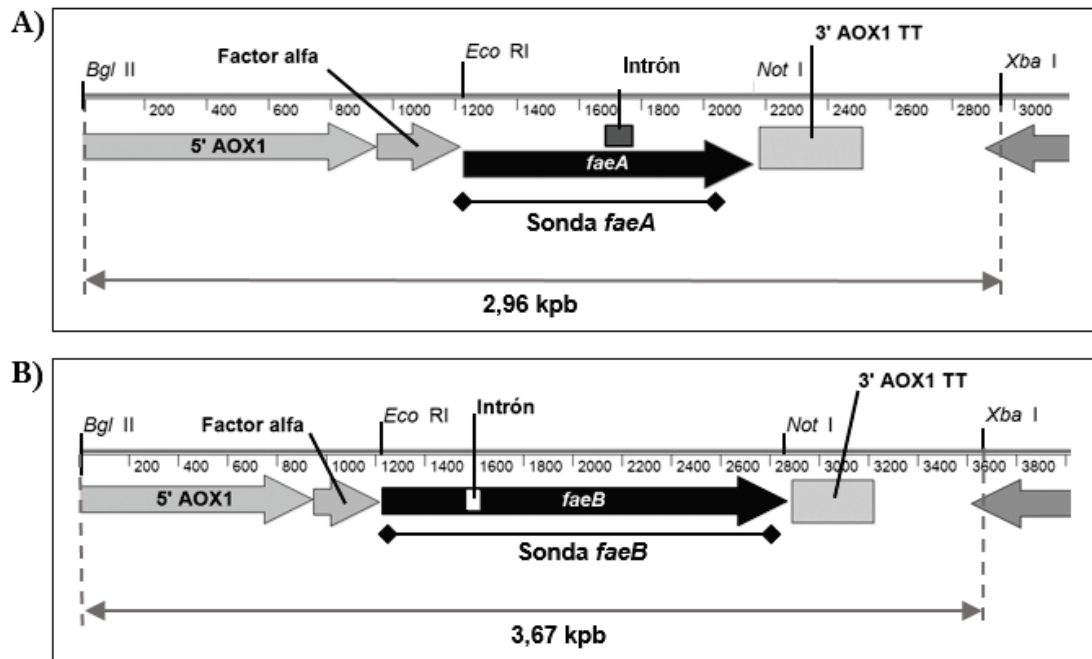 A)
3' AOX1 TT
Factor alfa
Eco RI
Intrón
Not I
Xba I
Bgl II
200 400 600 800 1000 1200 1400 1600 1800 2000 2200 2400 2600 2800 3000
5' AOX1
faeA
Sonda faeA
2,96 kpb
B)
3' AOX1 TT
Bgl II
Factor alfa
Eco RI
Intrón
Not I
Xba I
200 400 600 800 1000 1200 1400 1600 1800 2000 2200 2400 2600 2800 3000 3200 3400 3600 3800 4000
5' AOX1
faeB
Sonda faeB
3,67 kpb